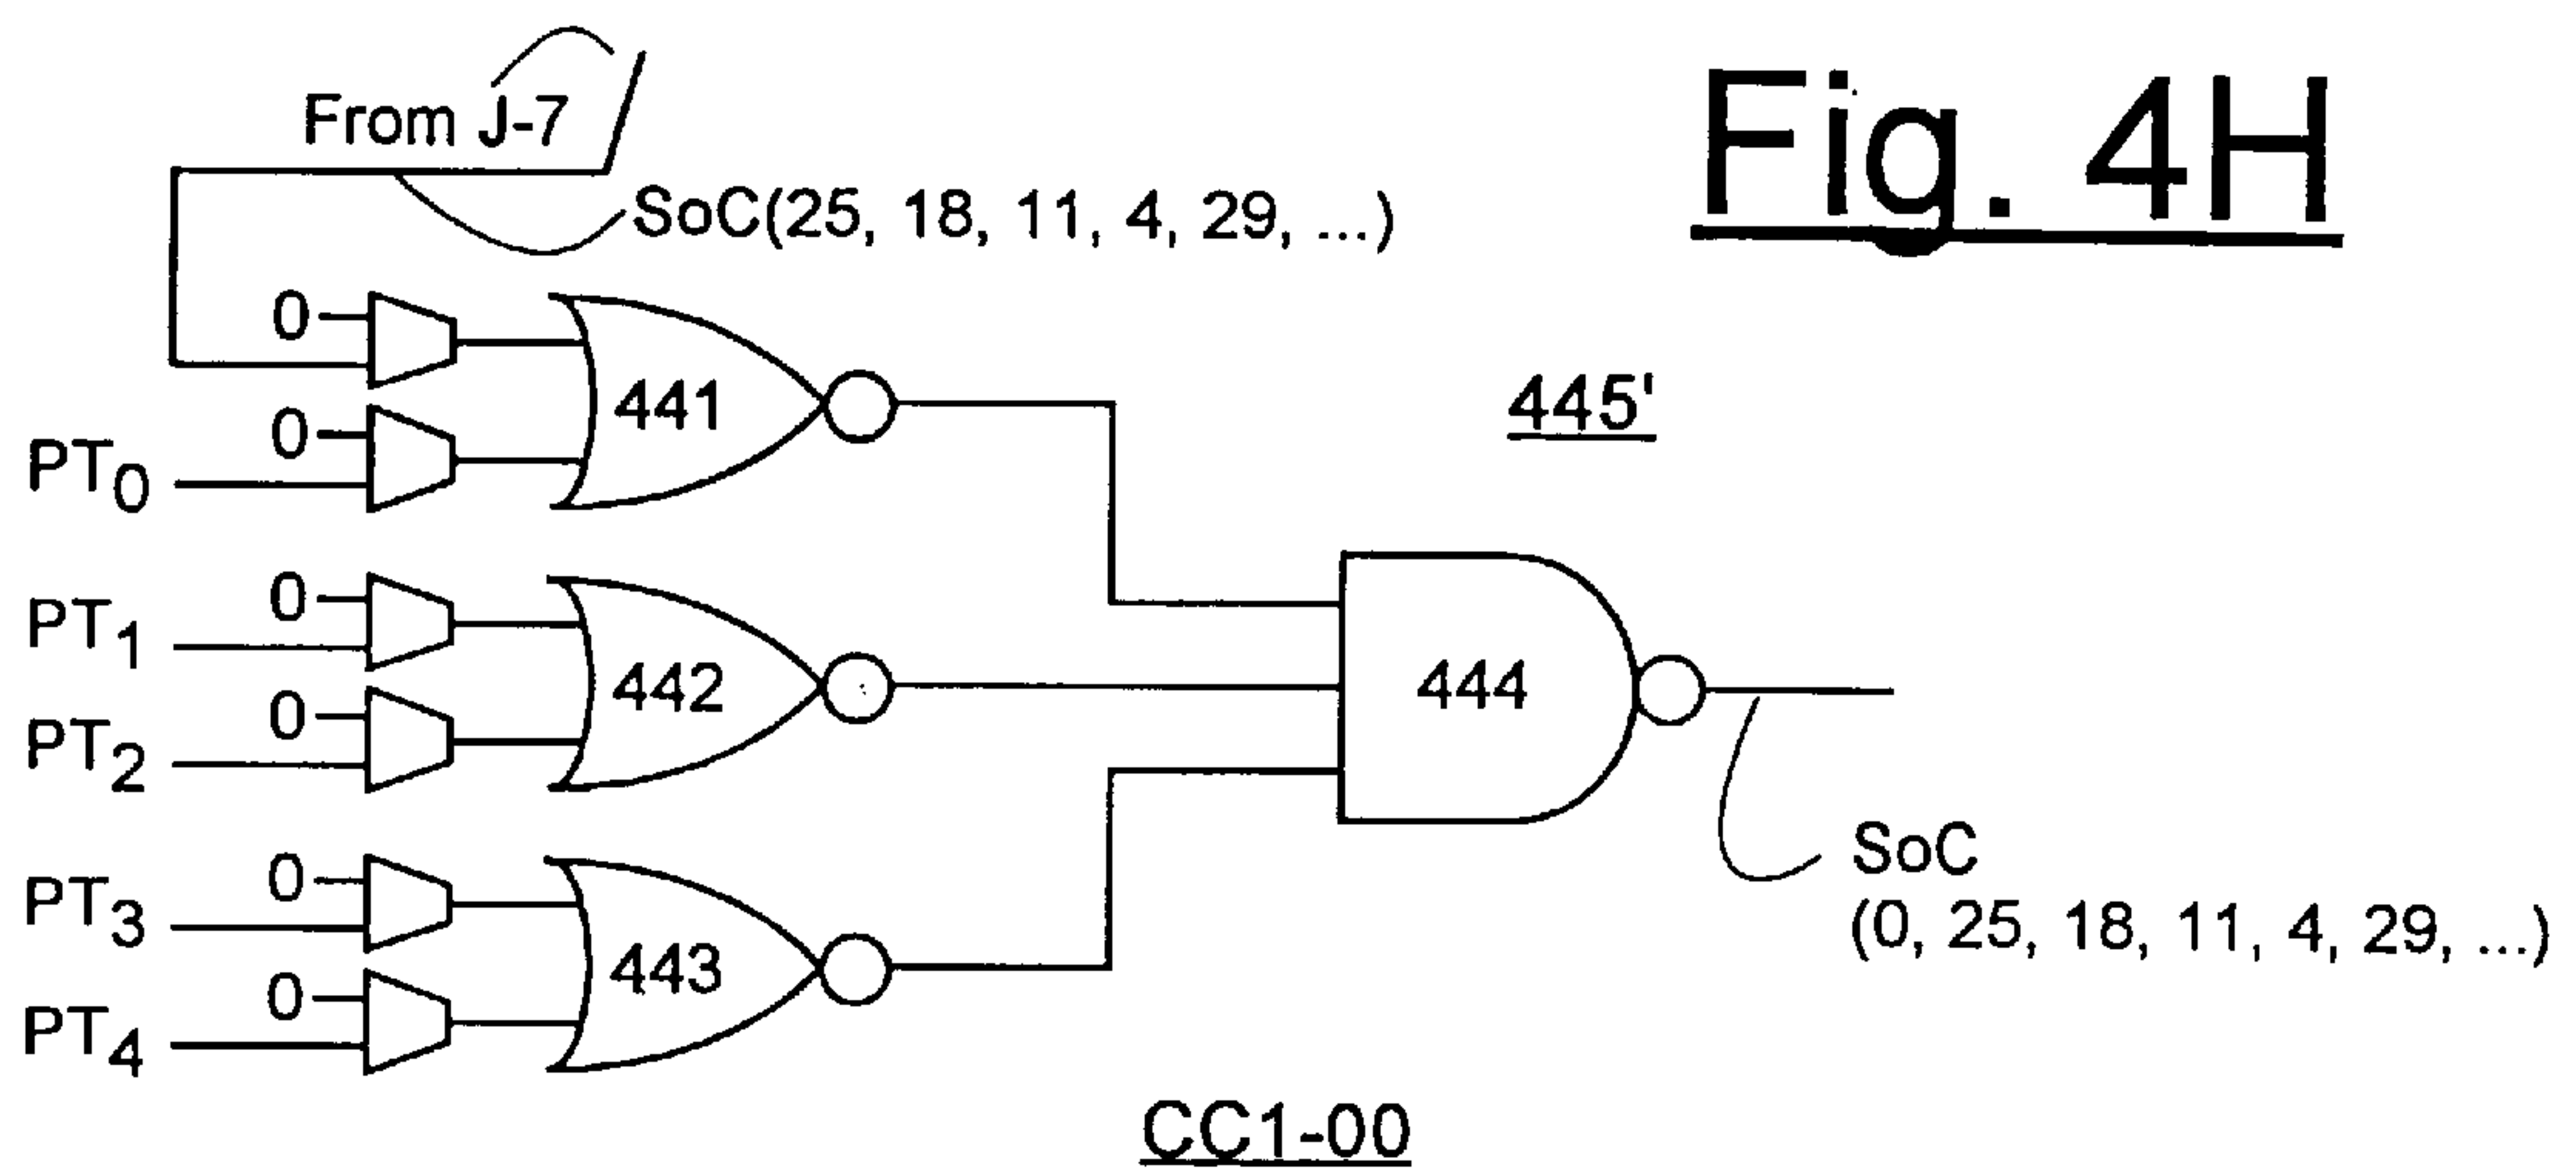 From J-7
Fig. 4H
SoC(25, 18, 11, 4, 29, ...)
0
441
445'
0
PT0
0
PT1
442
444
0
PT2
SoC
(0, 25, 18, 11, 4, 29, ...)
0
PT3
443
0
PT4
CC1-00